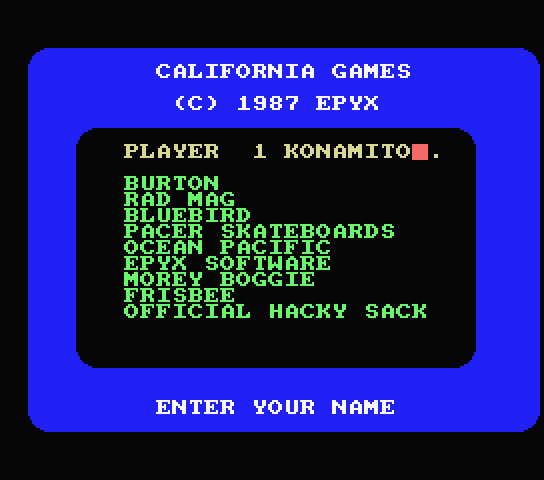 CALIFORNIA GAMES
(C) 1987 EPYX
PLAYER  1 KONAMITO .
BURTON
RAD MAG
BLUEBIRD
PACER SKATEBOARDS
OCEAN PACIFIC
EPYX SOFTWARE
MOREY BOGGIE
FRISBEE
OFFICIAL HACKY SACK
ENTER YOUR NAME